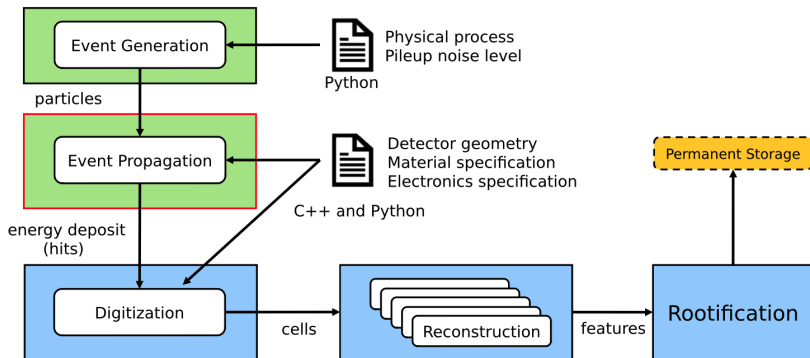 Event Generation
Physical process
Pileup noise level
Python
particles
Event Propagation
Detector geometry
Material specification
Electronics specification
C++ and Python
Permanent Storage
energy deposit
(hits)
Digitization
cells
Reconstruction
features
Rootification